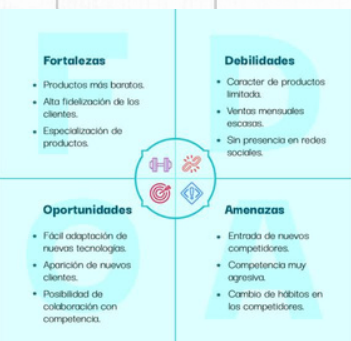 Fortalezas
• Productos más baratos.
• Alta fidelización de los
clientes.
• Especialización de
productos.
Debilidades
• Caracter de productos
limitada.
• Ventas mensuales
escasas.
• Sin presencia en redes
sociales.
Oportunidades
• Fácil adaptación de
nuevas tecnologías.
• Aparición de nuevos
clientes.
• Posibilidad de
colaboración con
competencia.
Amenazas
• Entrada de nuevos
competidores.
• Competencia muy
agresiva.
• Cambio de hábitos en
los competidores.
F
D
O
A